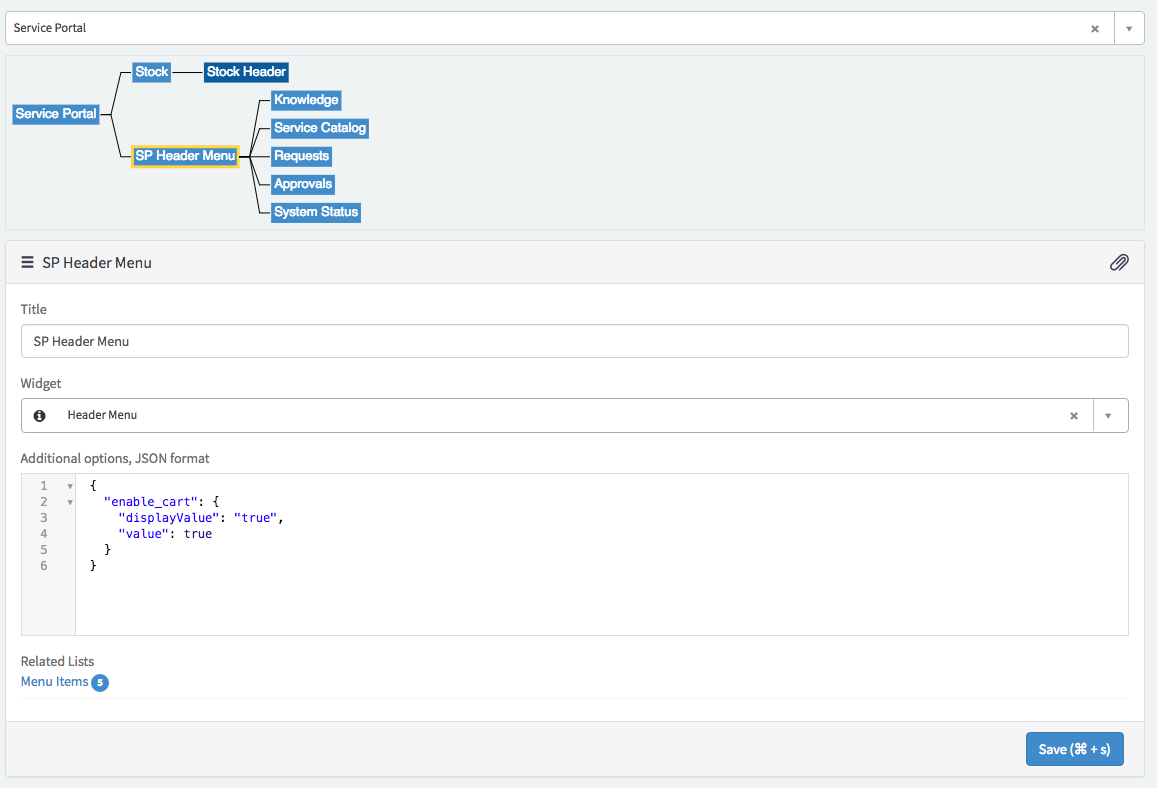 Service Portal
Stock
Stock Header
Knowledge
Service Portal
Service Catalog
SP Header Menu
Requests
Approvals
System Status
SP Header Menu
Title
SP Header Menu
Widget
Header Menu
Additional options, JSON format
1 {
2 "enable_cart": {
3 "displayValue": "true",
4 "value": true
5 }
6 }
Related Lists
Menu Items 5
Save (⌘ + s)